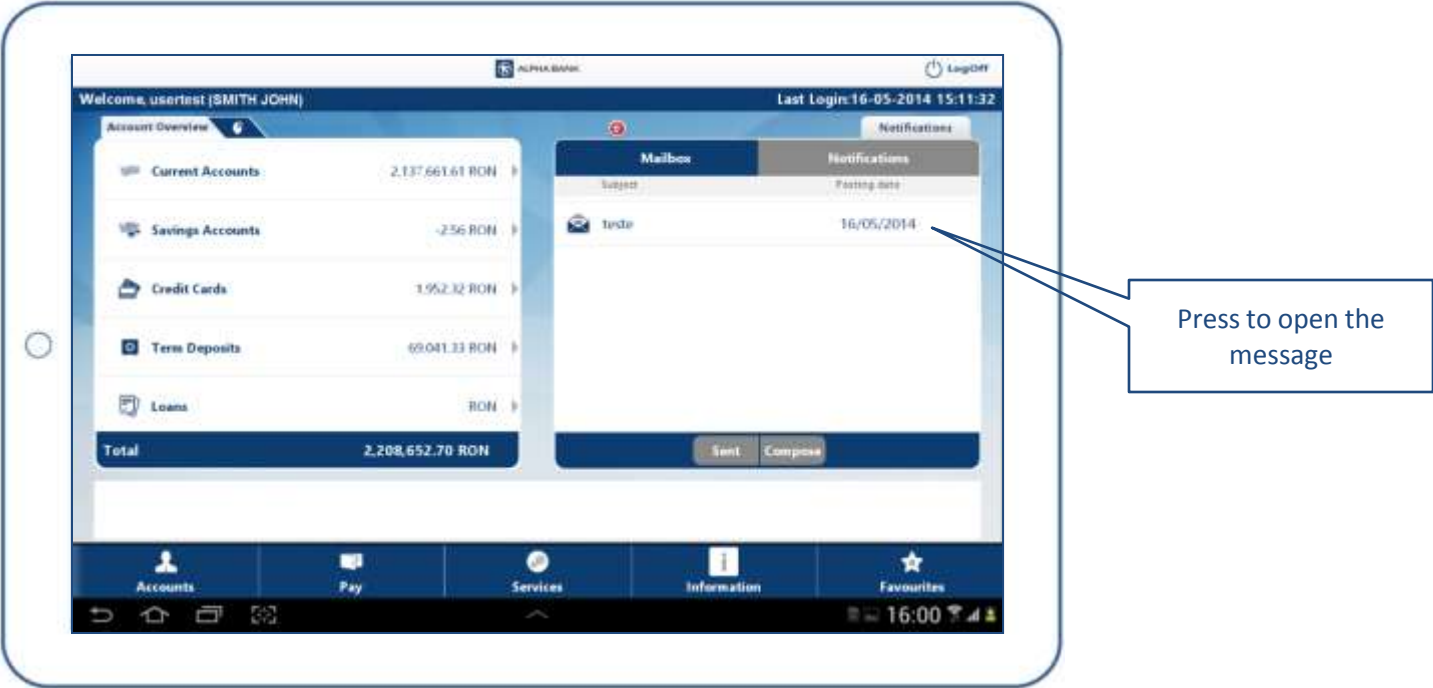 ALPHA BANK
LogOff
Welcome, usertest (SMITH JOHN)
Last Login:16-05-2014 15:11:32
Account Overview
Notifications
Mailbox
Notifications
Subject
Posting date
Current Accounts
2,137,661.61 RON
teste
16/05/2014
Savings Accounts
-2.56 RON
Credit Cards
1,952.32 RON
Press to open the
message
Term Deposits
69,041.33 RON
Loans
RON
Total
2,208,652.70 RON
Sent
Compose
Accounts
Pay
Services
Information
Favourites
16:00